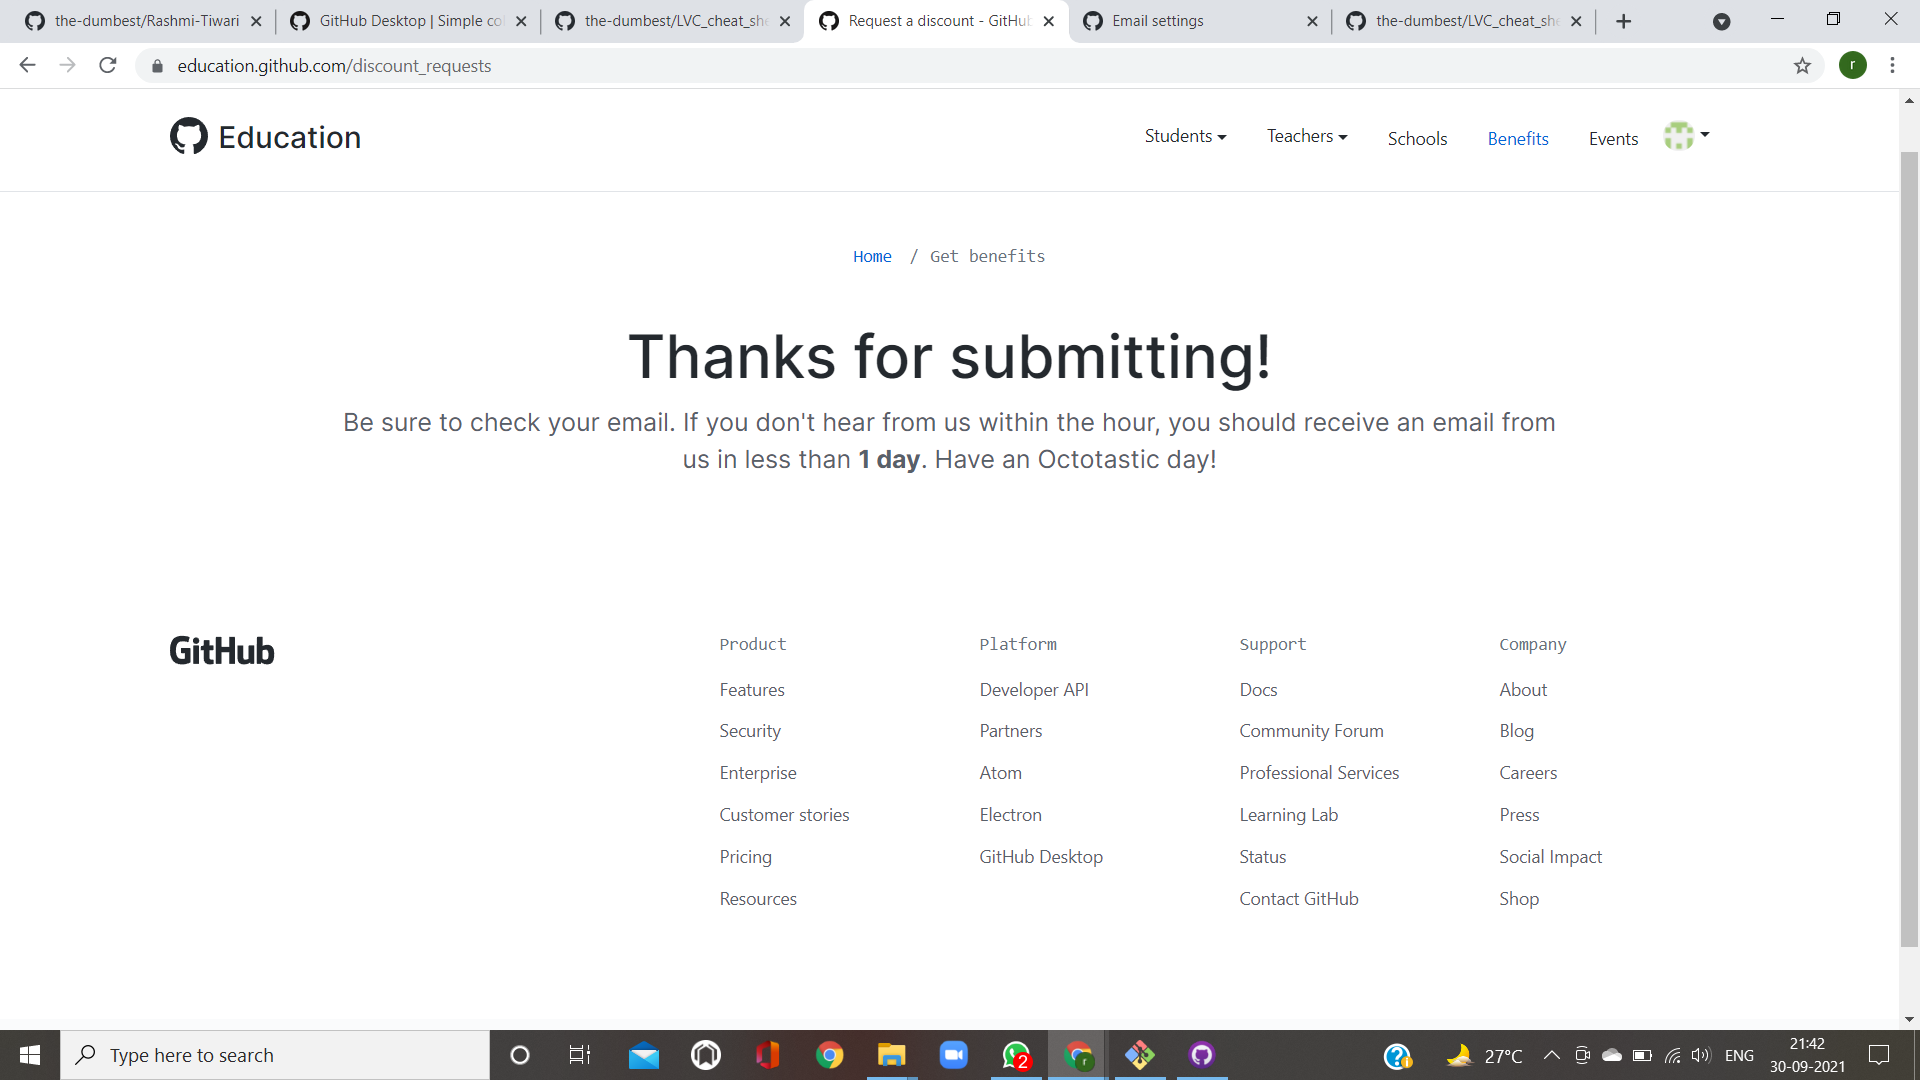 the-dumbest/Rashmi-Tiwari
GitHub Desktop | Simple co
the-dumbest/LVC_cheat_she
Request a discount - GitHub
Email settings
the-dumbest/LVC_cheat_she
education.github.com/discount_requests
r
Education
Students
Teachers
Schools
Benefits
Events
Home / Get benefits
Thanks for submitting!
Be sure to check your email. If you don't hear from us within the hour, you should receive an email from
us in less than 1 day. Have an Octotastic day!
GitHub
Product
Features
Security
Enterprise
Customer stories
Pricing
Resources
Platform
Developer API
Partners
Atom
Electron
GitHub Desktop
Support
Docs
Community Forum
Professional Services
Learning Lab
Status
Contact GitHub
Company
About
Blog
Careers
Press
Social Impact
Shop
Type here to search
2
r
27°C
ENG
21:42
30-09-2021